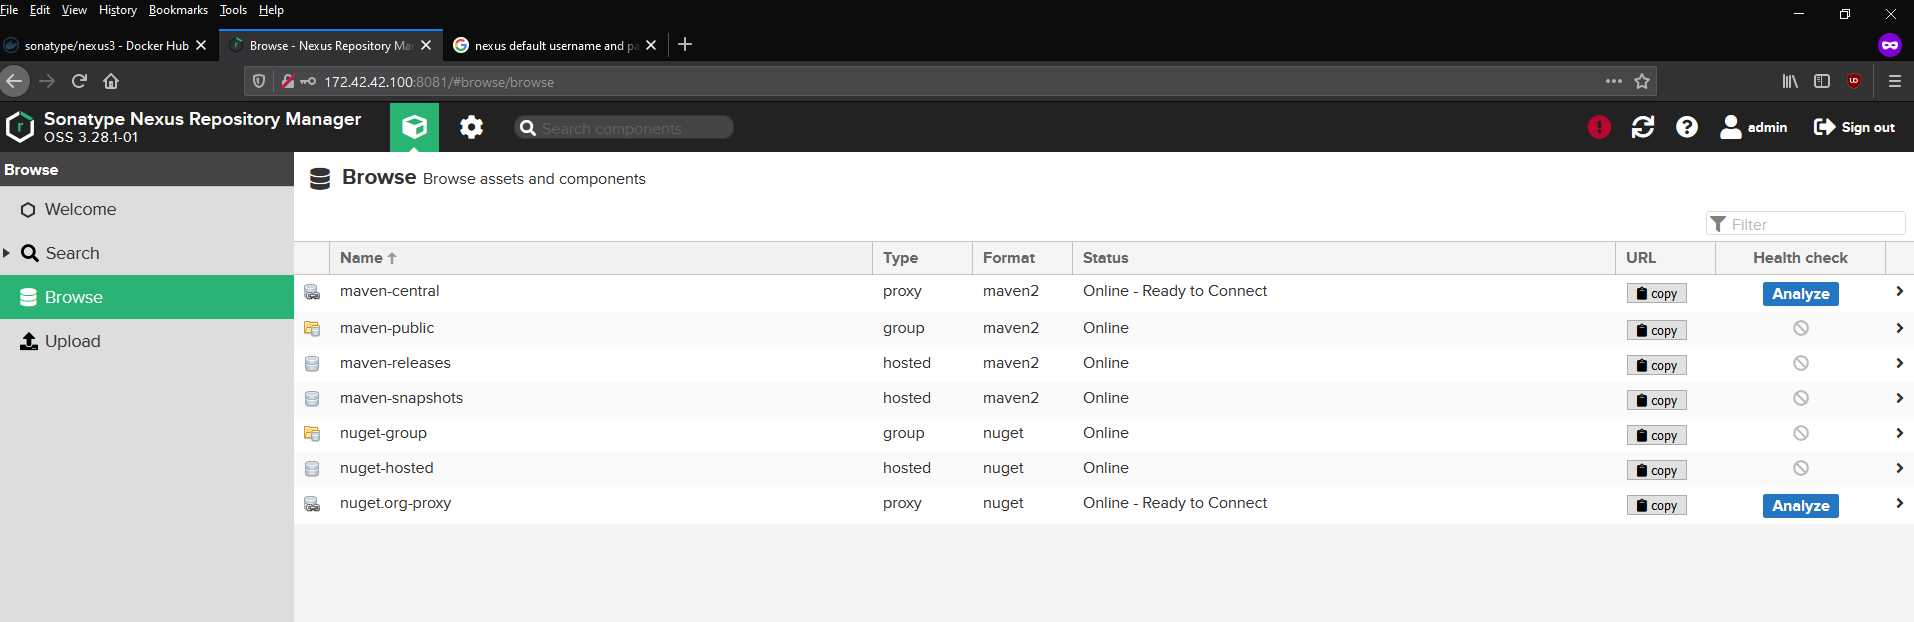 File Edit View History Bookmarks Tools Help
sonatype/nexus3 - Docker Hub
Browse - Nexus Repository Ma
nexus default username and pa
172.42.42.100:8081/#browse/browse
Sonatype Nexus Repository Manager
OSS 3.28.1-01
Search components
admin
Sign out
Browse
Welcome
Search
Browse
Upload
Browse Browse assets and components
Filter
Name Type Format Status URL Health check
maven-central proxy maven2 Online - Ready to Connect copy Analyze
maven-public group maven2 Online copy
maven-releases hosted maven2 Online copy
maven-snapshots hosted maven2 Online copy
nuget-group group nuget Online copy
nuget-hosted hosted nuget Online copy
nuget.org-proxy proxy nuget Online - Ready to Connect copy Analyze